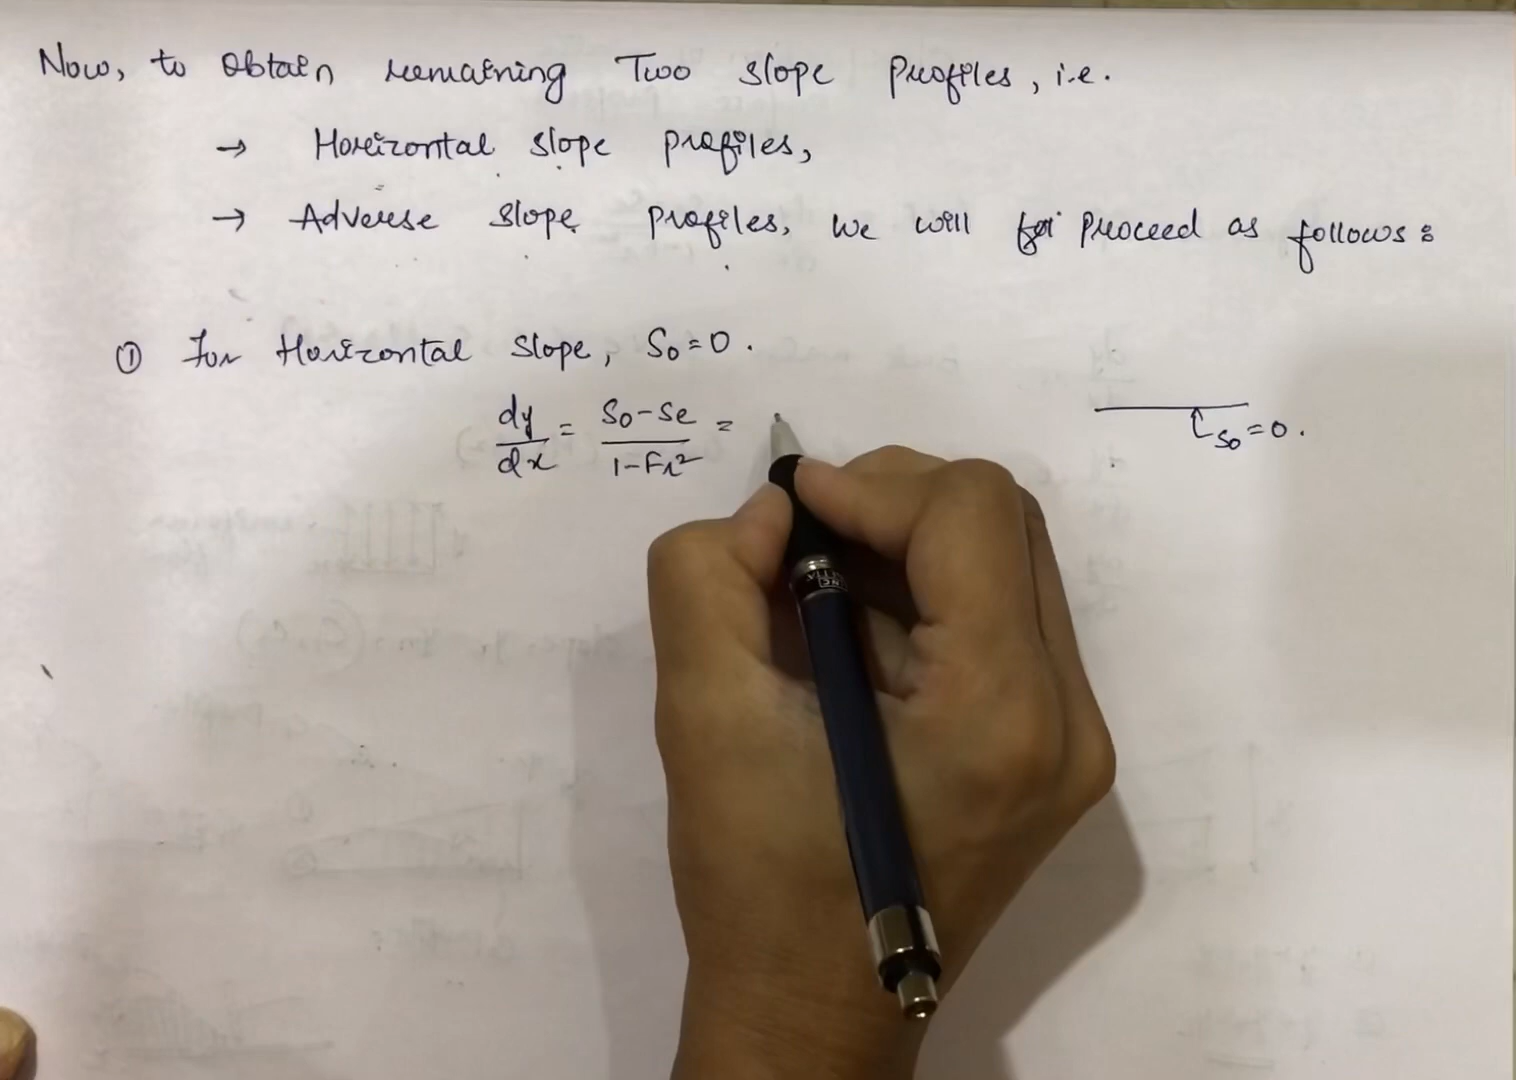 Now, to Obtain remaining Two slope Profiles, i.e.
→ Horizontal slope profiles,
→ Adverse slope profiles, we will proceed as follows:
① For Horizontal slope, S₀=0.
dy/dx = S₀-Se/1-Fr² =
S₀=0.